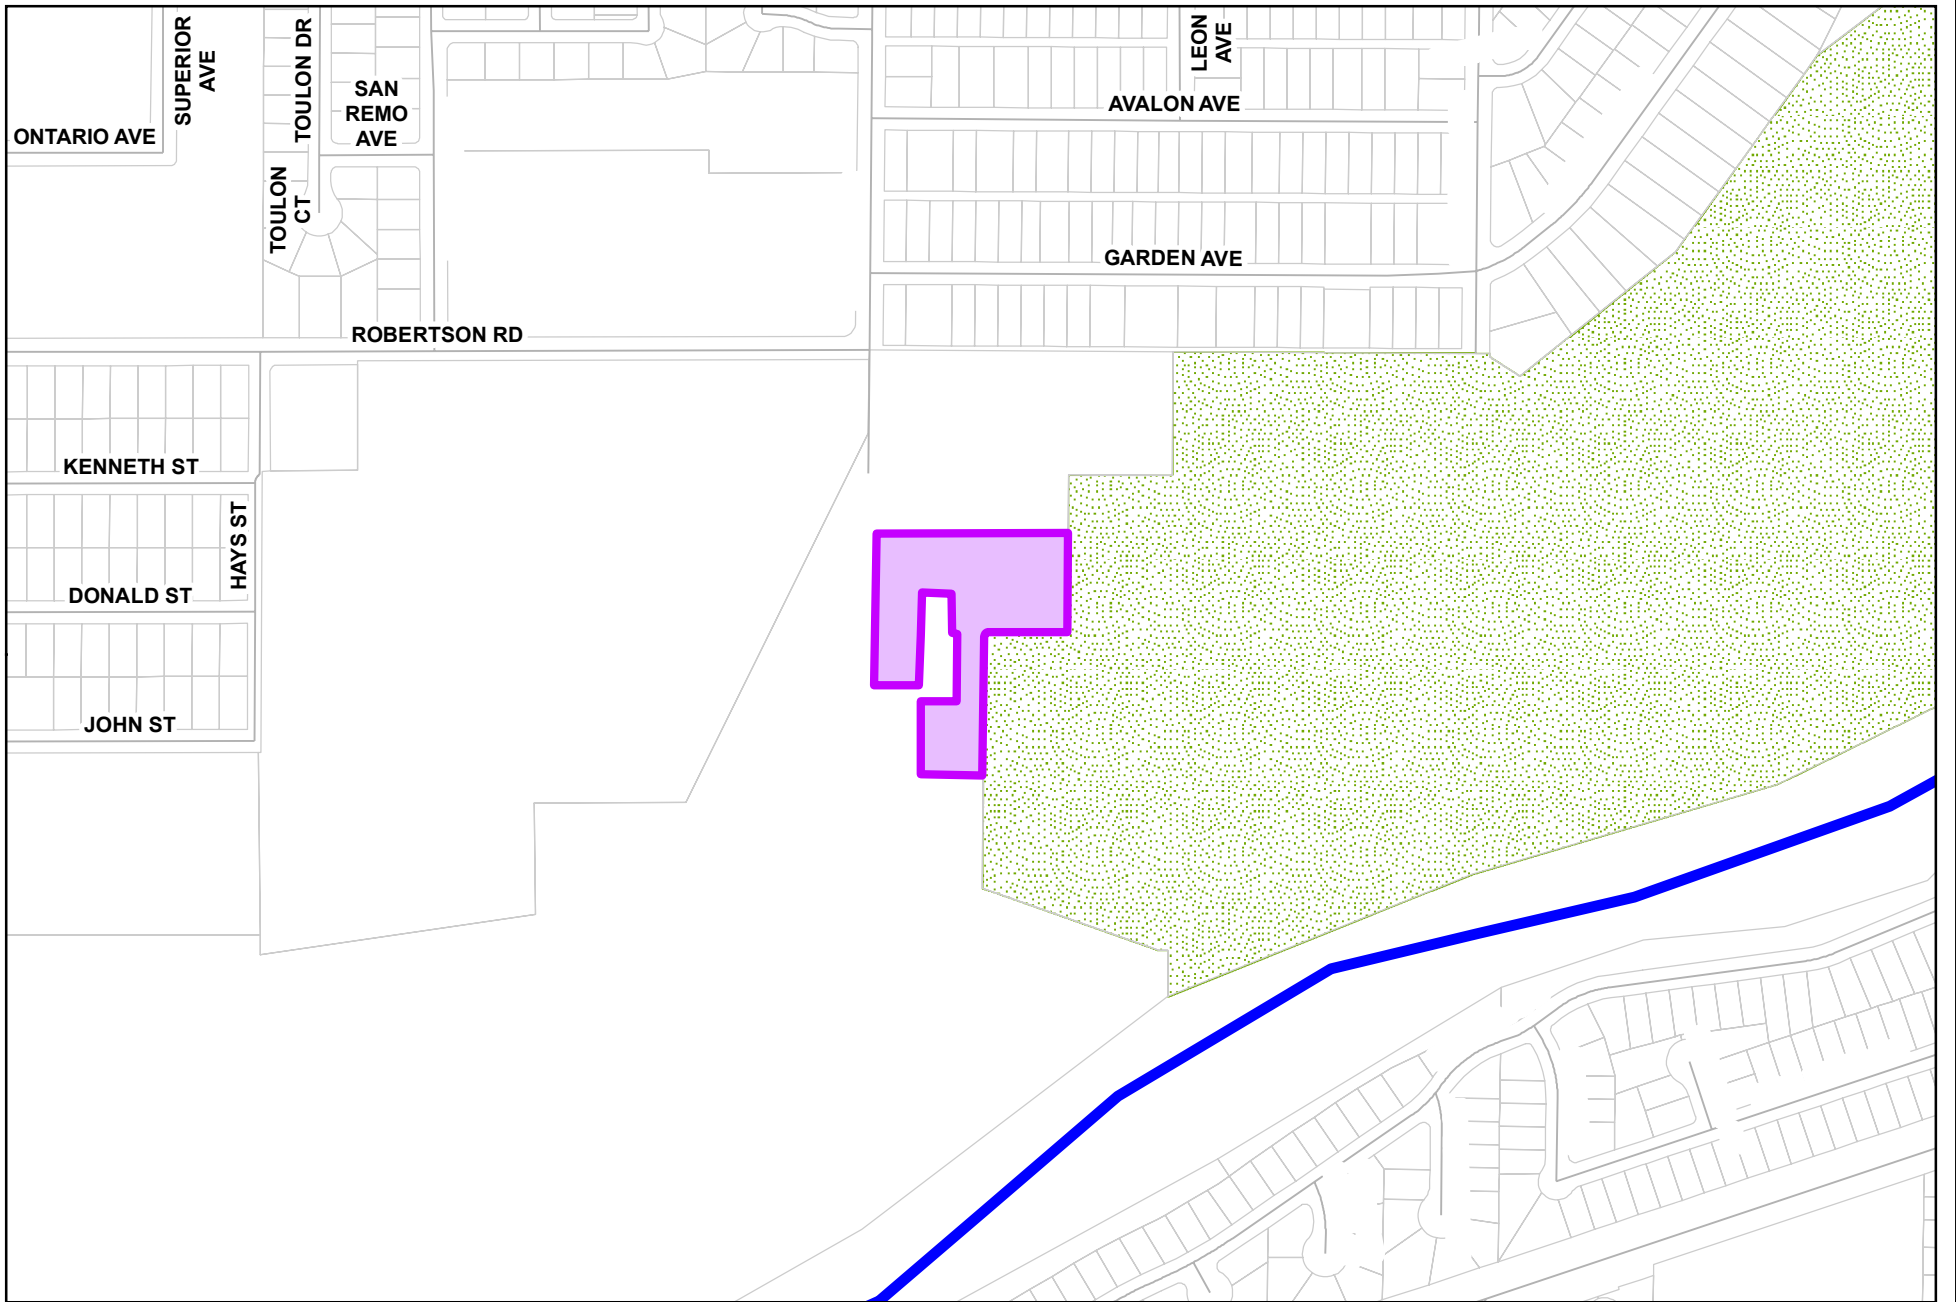 SUPERIOR
AVE
TOULON DR
SAN
REMO
AVE
LEON
AVE
AVALON AVE
ONTARIO AVE
TOULON
CT
GARDEN AVE
ROBERTSON RD
KENNETH ST
HAYS ST
DONALD ST
JOHN ST